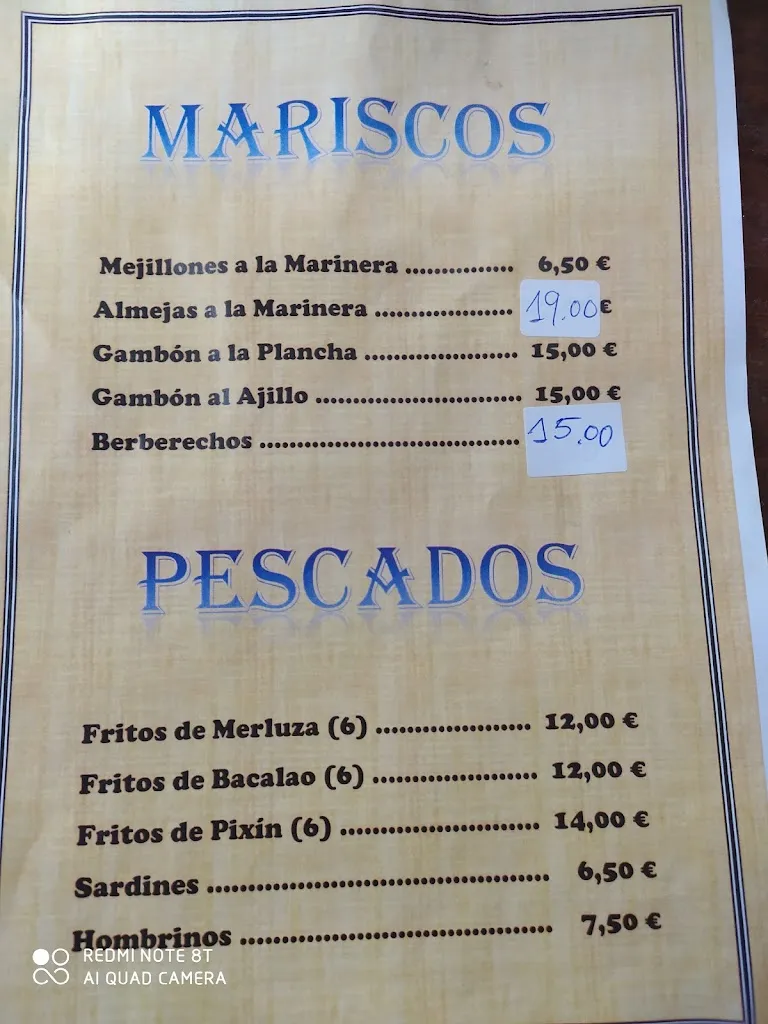 MARISCOS
Mejillones a la Marinera ............... 6,50 €
Almejas a la Marinera ................... 19.00 €
Gambón a la Plancha ..................... 15,00 €
Gambón al Ajillo ............................ 15,00 €
Berberechos ................................... 15.00
PESCADOS
Fritos de Merluza (6) .................... 12,00 €
Fritos de Bacalao (6) ..................... 12,00 €
Fritos de Pixín (6) ......................... 14,00 €
Sardines ............................................. 6,50 €
Hombrinos ......................................... 7,50 €
REDMI NOTE 8T
AI QUAD CAMERA